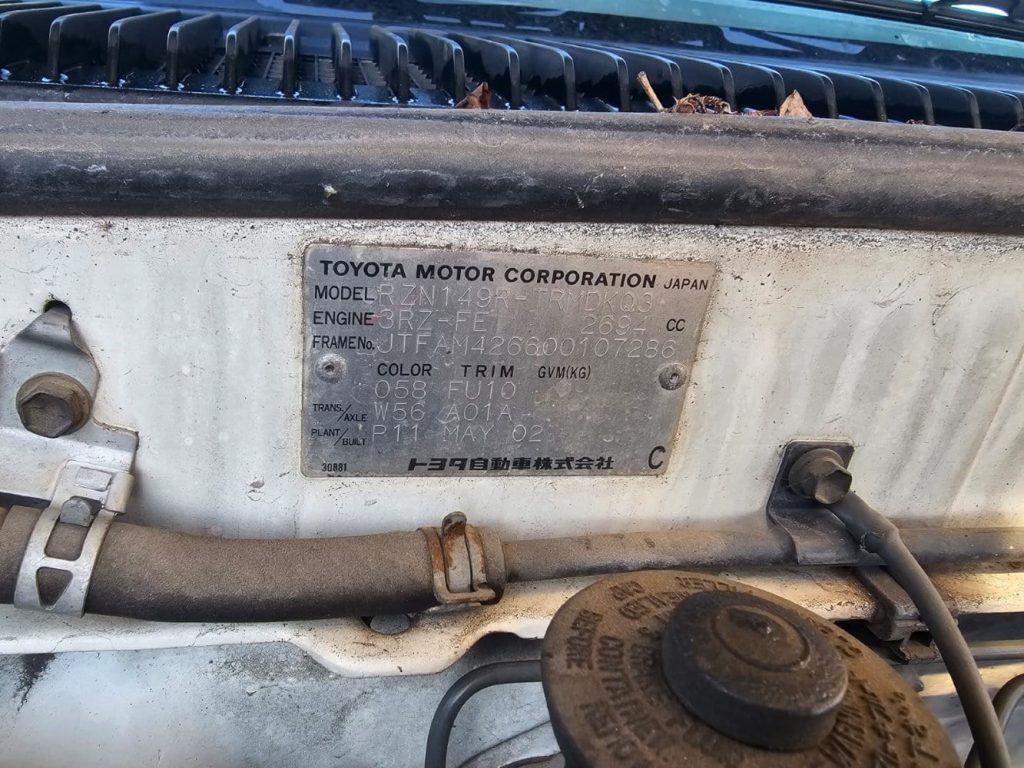 TOYOTA MOTOR CORPORATION JAPAN
MODEL RZN149R-TRMDKQ3
ENGINE 3RZ-FE 2694 CC
FRAME No. JTFAM426600107286
COLOR TRIM GVM(KG)
058 FU10
TRANS./AXLE W56 A01A
PLANT/BUILT P11 MAY 02
30881 トヨタ自動車株式会社 C
BEFORE